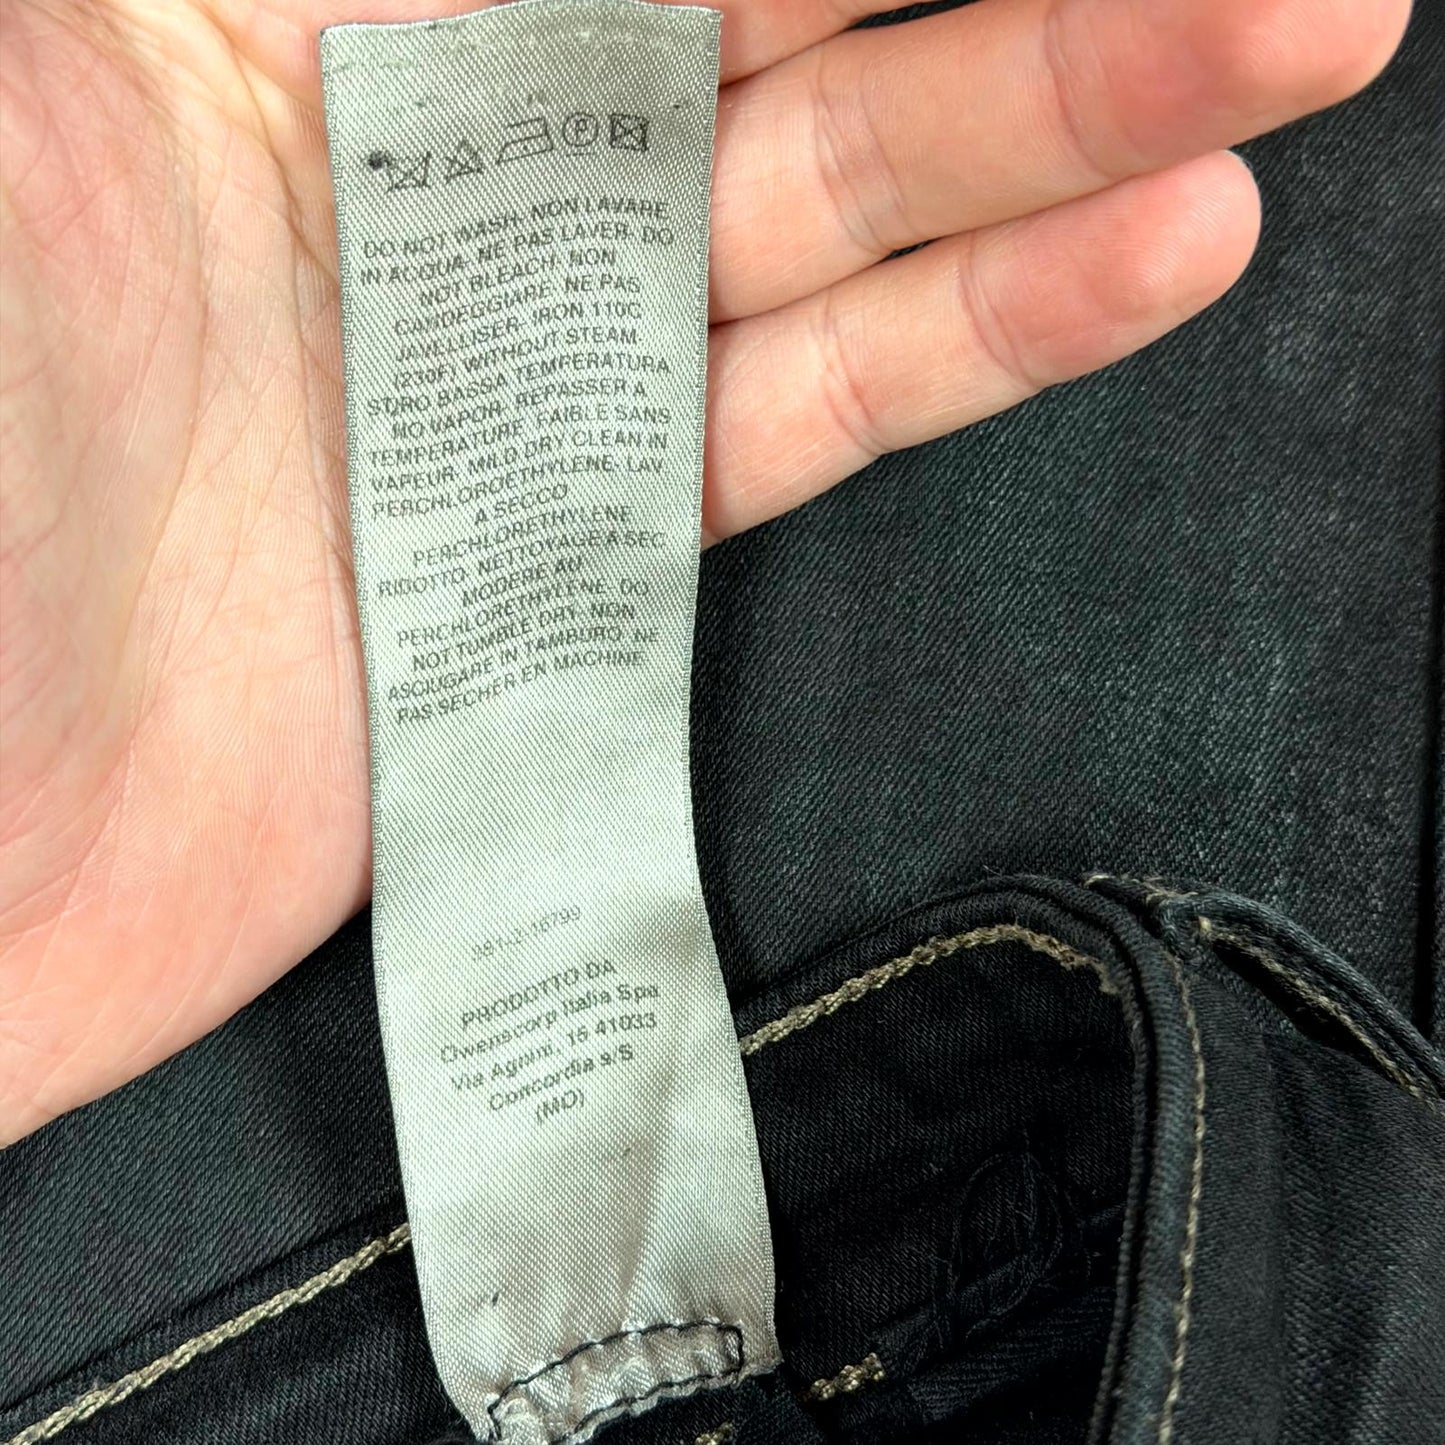 DO NOT WASH. NON LAVARE
IN ACQUA. NE PAS LAVER. DO
NOT BLEACH. NON
CANDEGGIARE. NE PAS
JAVELLISER. IRON 110C
(230F) WITHOUT STEAM.
STIRO BASSA TEMPERATURA
NO VAPOR. REPASSER A
TEMPERATURE. FAIBLE SANS
VAPEUR. MILD DRY CLEAN IN
PERCHLOROETHYLENE. LAV.
A SECCO
PERCHLORETHYLENE
RIDOTTO. NETTOYAGE A SEC
MODERE AU
PERCHLORETHYLENE. DO
NOT TUMBLE DRY. NON
ASCIUGARE IN TAMBURO. NE
PAS SECHER EN MACHINE.
PRODOTTO DA
Owenscorp Italia Spa
Via Agnini, 15 41033
Concordia s/S
(MO)